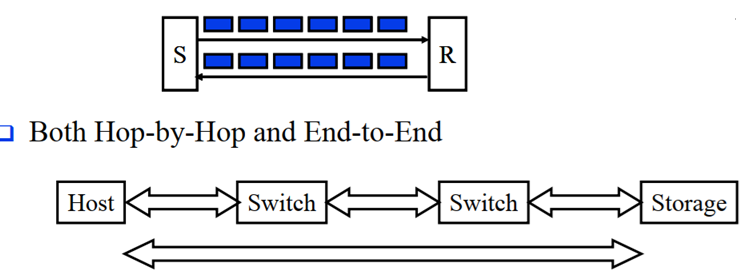 S R
Both Hop-by-Hop and End-to-End
Host Switch Switch Storage